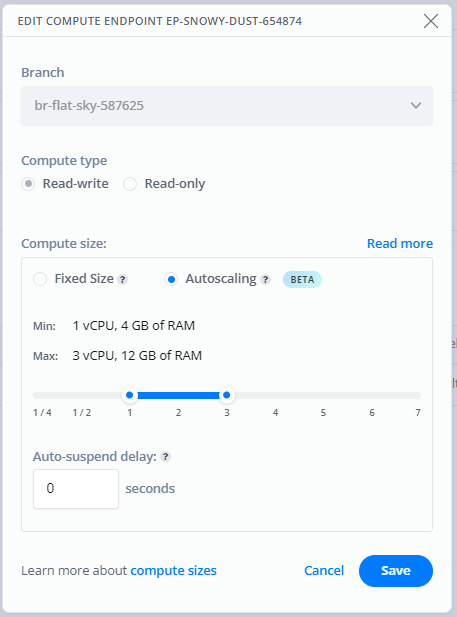 EDIT COMPUTE ENDPOINT EP-SNOWY-DUST-654874
Branch
br-flat-sky-587625
Compute type
Read-write Read-only
Compute size: Read more
Fixed Size ? Autoscaling ? BETA
Min: 1 vCPU, 4 GB of RAM
Max: 3 vCPU, 12 GB of RAM
1 / 4 1 / 2 1 2 3 4 5 6 7
Auto-suspend delay: ?
0 seconds
Learn more about compute sizes Cancel Save